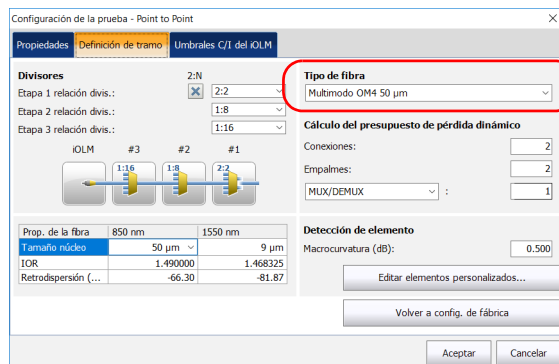 Configuración de la prueba - Point to Point
Propiedades
Definición de tramo
Umbrales C/I del iOLM
Divisores
2:N
Etapa 1 relación divis.:
2:2
Etapa 2 relación divis.:
1:8
Etapa 3 relación divis.:
1:16
iOLM #3 #2 #1
1:16 1:8 2:2
Prop. de la fibra 850 nm 1550 nm
Tamaño núcleo 50 µm 9 µm
IOR 1.490000 1.468325
Retrodispersión (... -66.30 -81.87
Tipo de fibra
Multimodo OM4 50 µm
Cálculo del presupuesto de pérdida dinámico
Conexiones: 2
Empalmes: 2
MUX/DEMUX : 1
Detección de elemento
Macrocurvatura (dB): 0.500
Editar elementos personalizados...
Volver a config. de fábrica
Aceptar
Cancelar